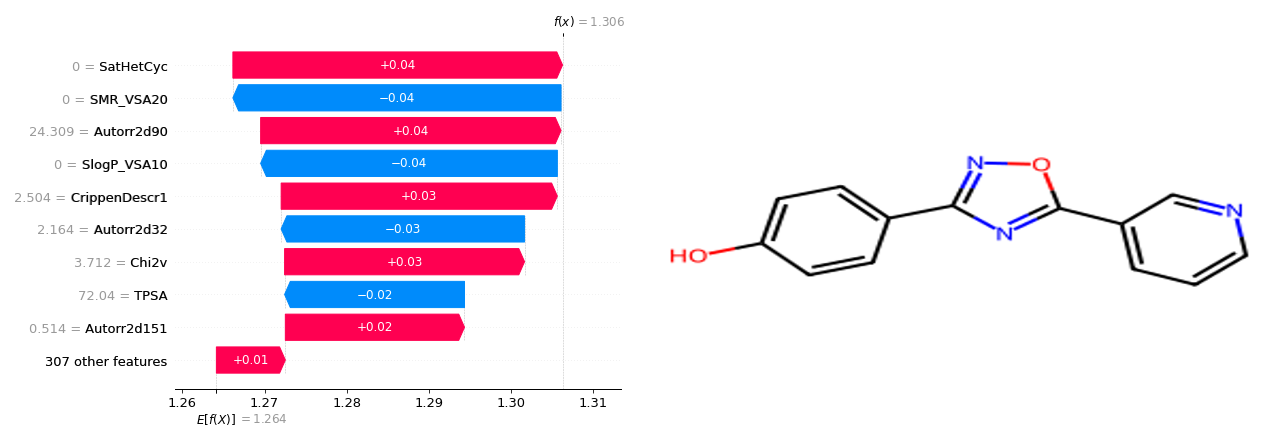 f(x) = 1.306
0 = SatHetCyc
+0.04
0 = SMR_VSA20
−0.04
24.309 = Autorr2d90
+0.04
0 = SlogP_VSA10
−0.04
2.504 = CrippenDescr1
+0.03
2.164 = Autorr2d32
−0.03
3.712 = Chi2v
+0.03
72.04 = TPSA
−0.02
0.514 = Autorr2d151
+0.02
307 other features
+0.01
1.26 1.27 1.28 1.29 1.30 1.31
E[f(X)] = 1.264
N O
N
N
HO